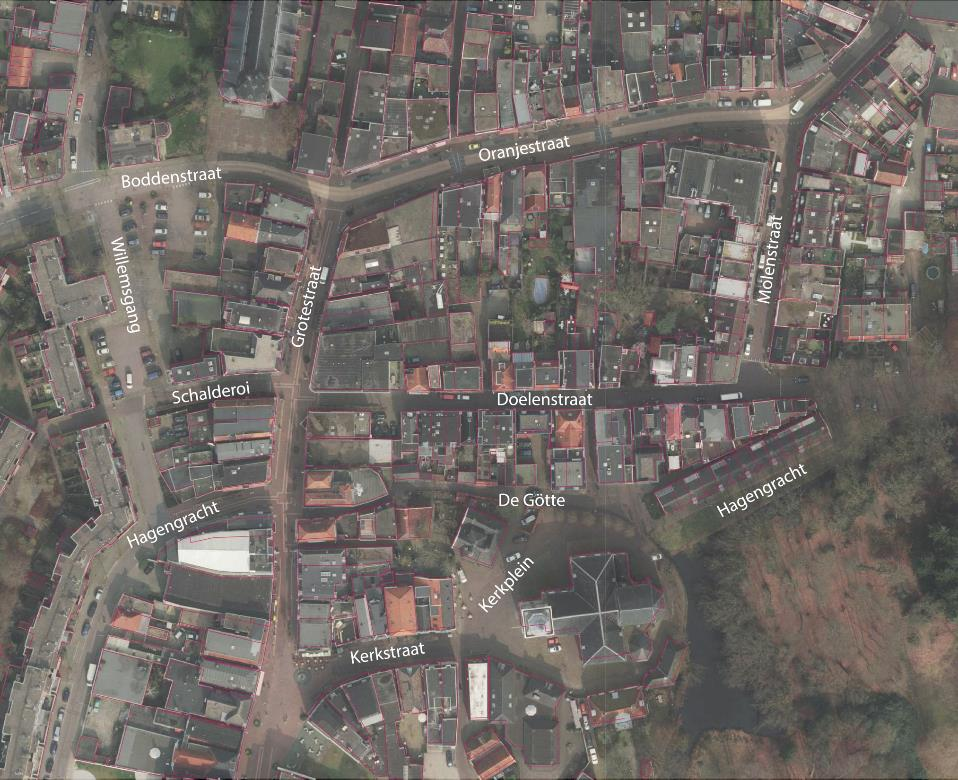 Oranjestraat
Boddenstraat
Willemsgang
Molenstraat
Grotestraat
Schalderoi
Doelenstraat
Hagengracht
De Götte
Hagengracht
Kerkplein
Kerkstraat